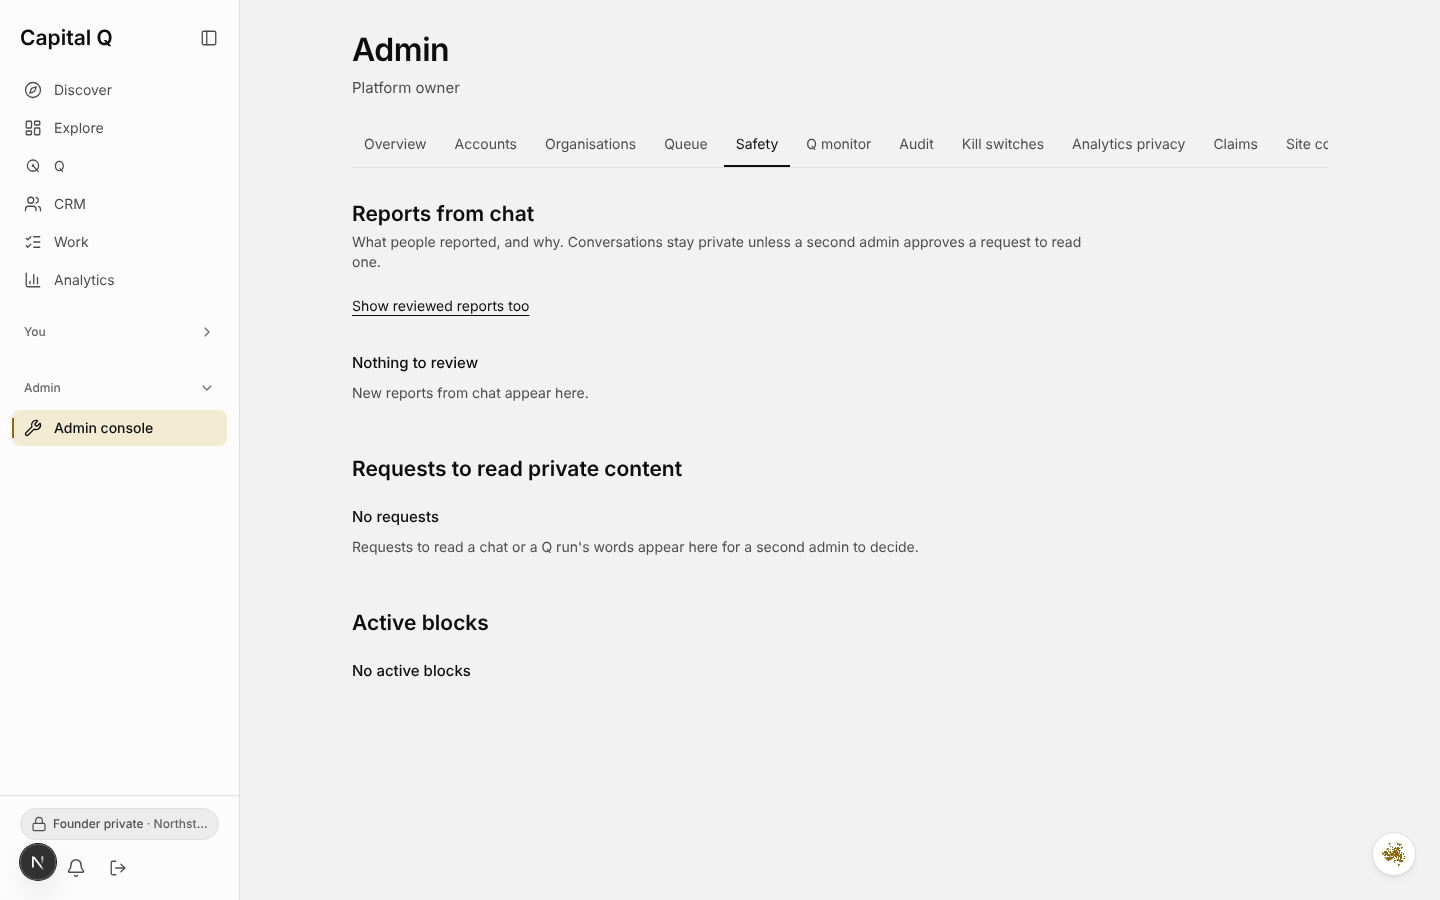 Capital Q
Discover
Explore
Q
CRM
Work
Analytics
You
Admin
Admin console
Founder private · Northst...
N
Admin
Platform owner
Overview Accounts Organisations Queue Safety Q monitor Audit Kill switches Analytics privacy Claims Site co
Reports from chat
What people reported, and why. Conversations stay private unless a second admin approves a request to read
one.
Show reviewed reports too
Nothing to review
New reports from chat appear here.
Requests to read private content
No requests
Requests to read a chat or a Q run's words appear here for a second admin to decide.
Active blocks
No active blocks